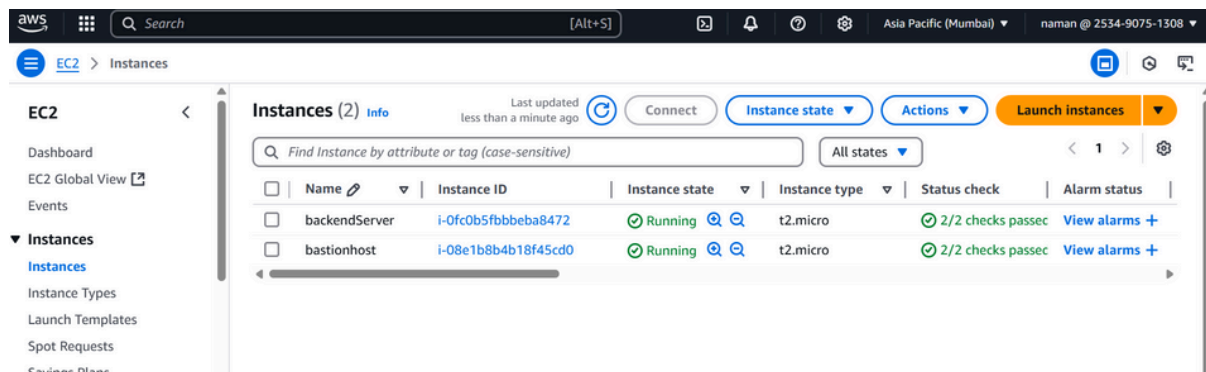 aws Search [Alt+S] Asia Pacific (Mumbai) naman @ 2534-9075-1308
EC2 > Instances
EC2
Dashboard
EC2 Global View
Events
Instances
Instances
Instance Types
Launch Templates
Spot Requests
Savings Plans
Instances (2) Info
Last updated
less than a minute ago
Connect Instance state Actions Launch instances
Find Instance by attribute or tag (case-sensitive) All states < 1 >
Name Instance ID Instance state Instance type Status check Alarm status
backendServer i-0fc0b5fbbbeba8472 Running t2.micro 2/2 checks passec View alarms +
bastionhost i-08e1b8b4b18f45cd0 Running t2.micro 2/2 checks passec View alarms +